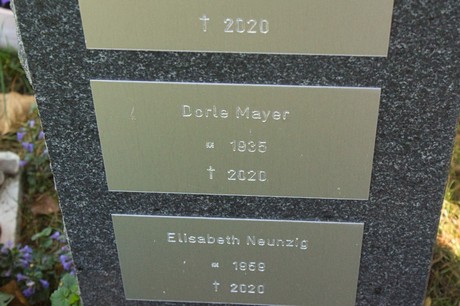 † 2020
Dorle Mayer
* 1935
† 2020
Elisabeth Neunzig
* 1959
† 2020